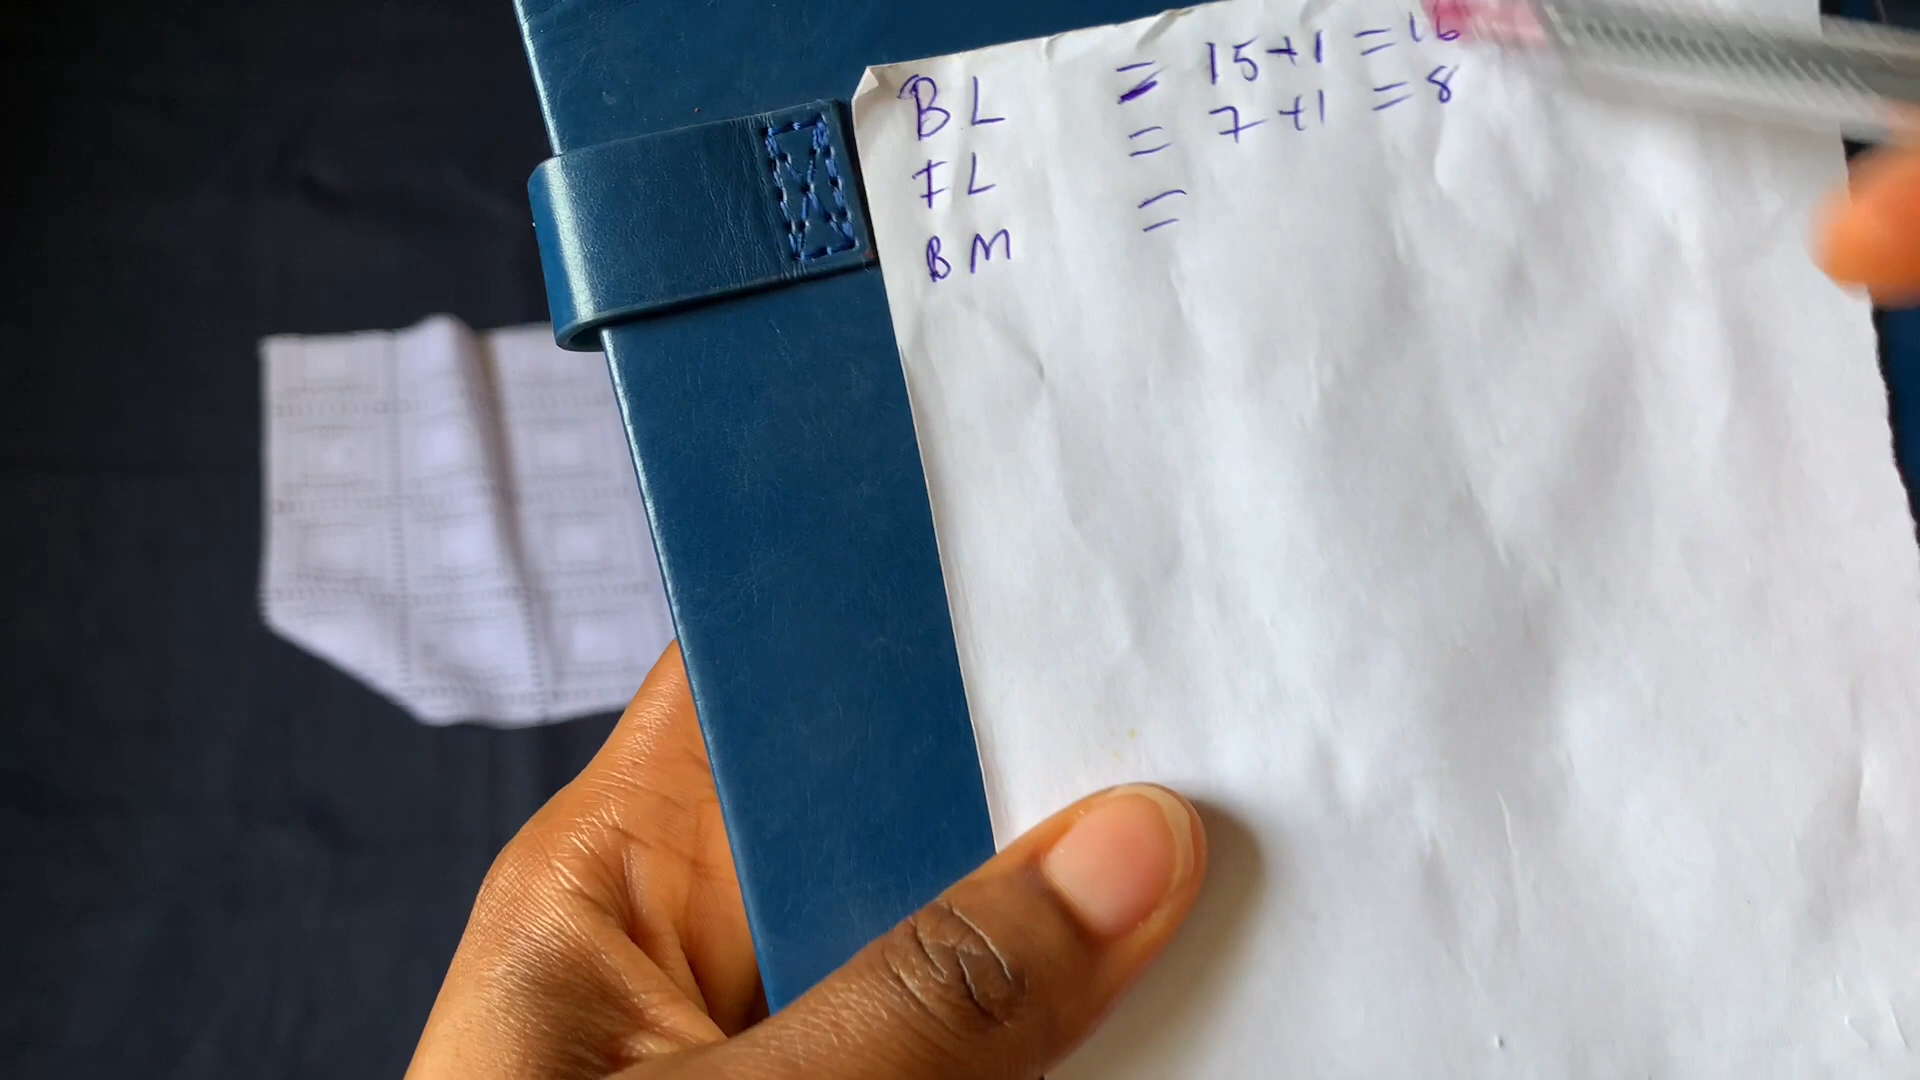 BL = 15+1 = 16
FL = 7+1 = 8
BM =